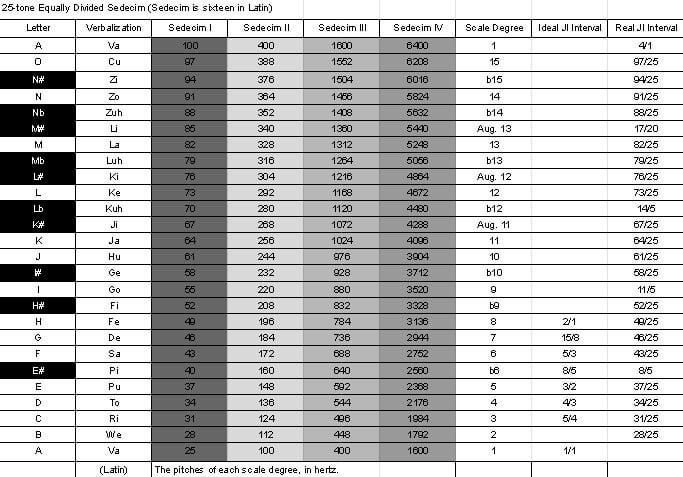 25-tone Equally Divided Sedecim (Sedecim is sixteen in Latin)
Letter Verbalization Sedecim I Sedecim II Sedecim III Sedecim IV Scale Degree Ideal JI Interval Real JI Interval
A Va 100 400 1600 6400 1 4/1
O Cu 97 388 1552 6208 15 97/25
N# Zi 94 376 1504 6016 b15 94/25
N Zo 91 364 1456 5824 14 91/25
Nb Zuh 88 352 1408 5632 b14 88/25
M# Li 85 340 1360 5440 Aug. 13 17/20
M La 82 328 1312 5248 13 82/25
Mb Luh 79 316 1264 5056 b13 79/25
L# Ki 76 304 1216 4864 Aug. 12 76/25
L Ke 73 292 1168 4672 12 73/25
Lb Kuh 70 280 1120 4480 b12 14/5
K# Ji 67 268 1072 4288 Aug. 11 67/25
K Ja 64 256 1024 4096 11 64/25
J Hu 61 244 976 3904 10 61/25
I# Ge 58 232 928 3712 b10 58/25
I Go 55 220 880 3520 9 11/5
H# Fi 52 208 832 3328 b9 52/25
H Fe 49 196 784 3136 8 2/1 49/25
G De 46 184 736 2944 7 15/8 46/25
F Sa 43 172 688 2752 6 5/3 43/25
E# Pi 40 160 640 2560 b6 8/5 8/5
E Pu 37 148 592 2368 5 3/2 37/25
D To 34 136 544 2176 4 4/3 34/25
C Ri 31 124 496 1984 3 5/4 31/25
B We 28 112 448 1792 2 28/25
A Va 25 100 400 1600 1 1/1
(Latin) The pitches of each scale degree, in hertz.